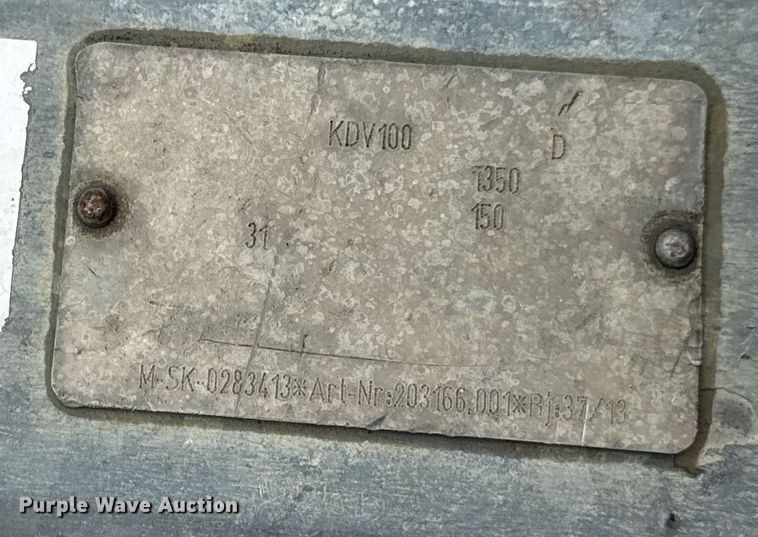 KDV100
D
1350
150
31
M-SK-0283413*Art-Nr:203166.001*Bj:37/13
Purple Wave Auction